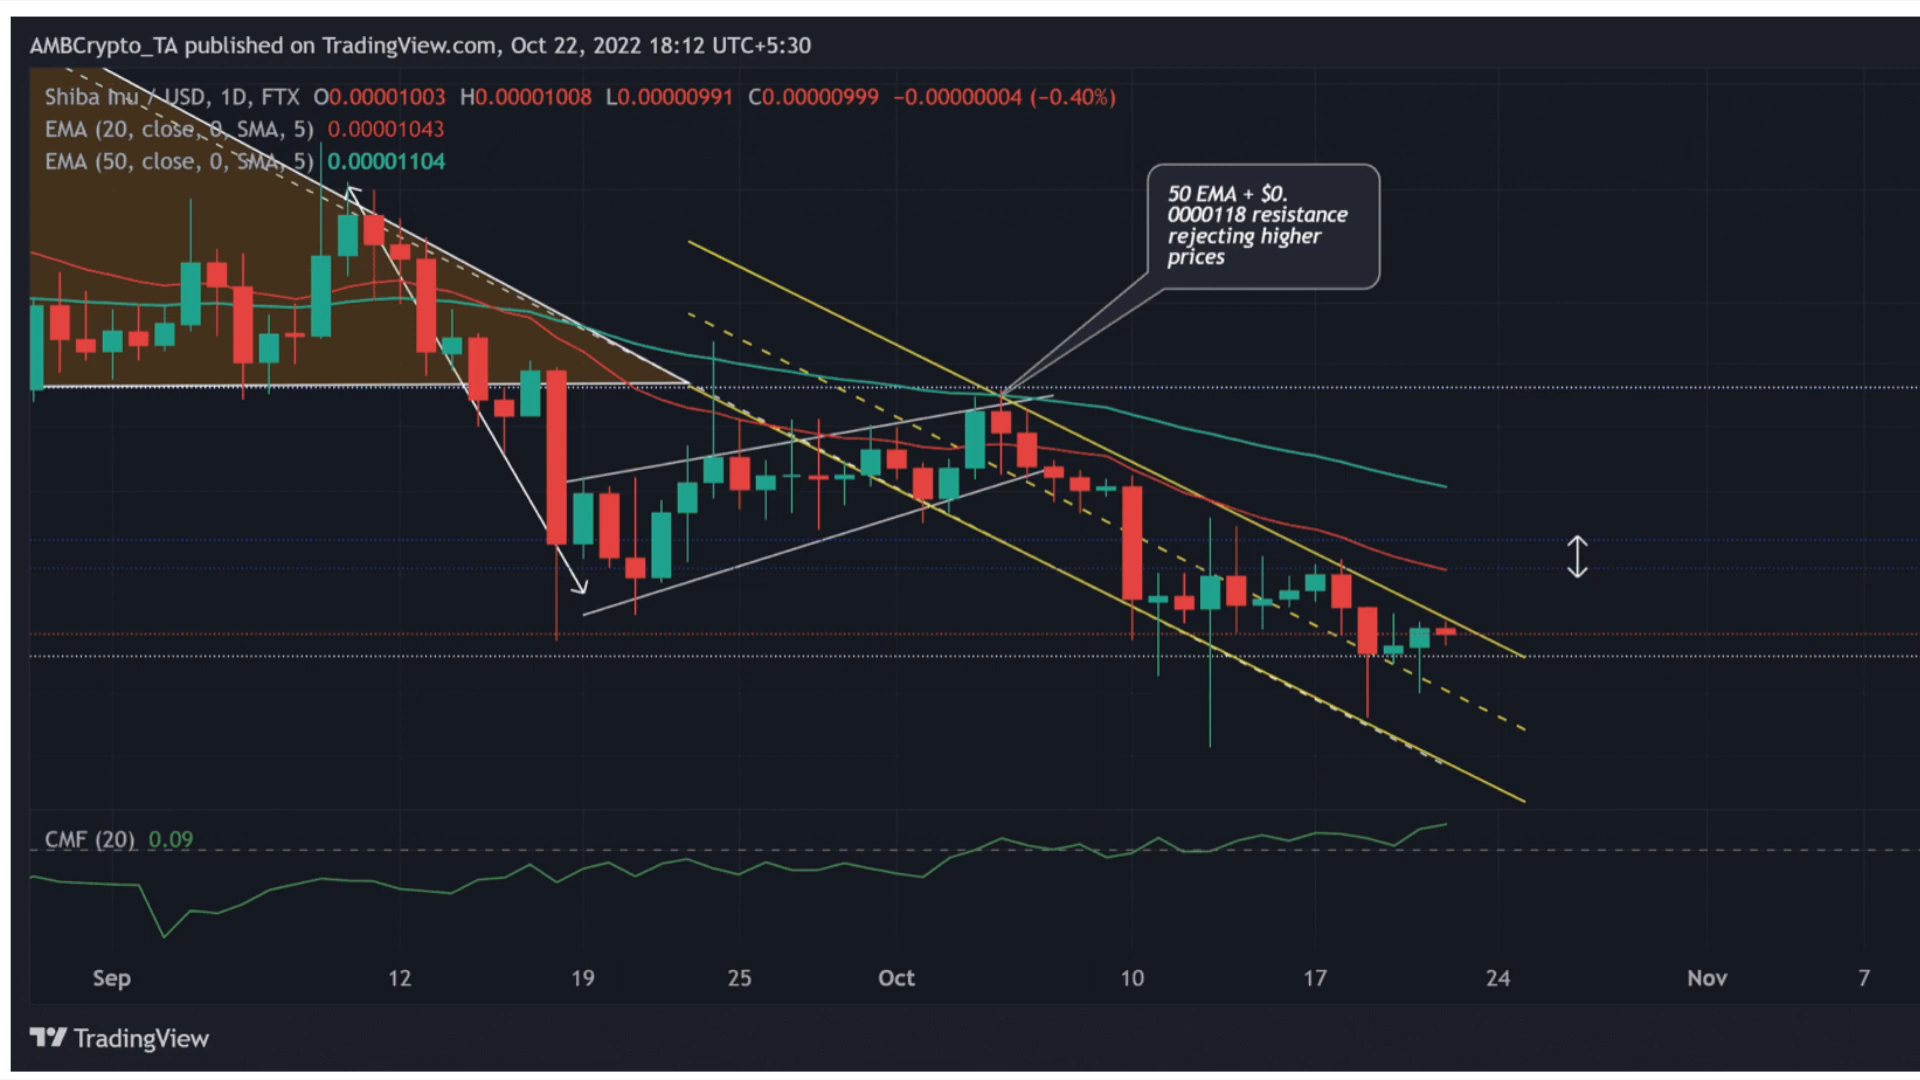 AMBCrypto_TA published on TradingView.com, Oct 22, 2022 18:12 UTC+5:30
Shiba Inu / USD, 1D, FTX O0.00001003 H0.00001008 L0.00000991 C0.00000999 −0.00000004 (−0.40%)
EMA (20, close, 0, SMA, 5) 0.00001043
EMA (50, close, 0, SMA, 5) 0.00001104
50 EMA + $0.
0000118 resistance
rejecting higher
prices
CMF (20) 0.09
Sep 12 19 25 Oct 10 17 24 Nov 7
TradingView